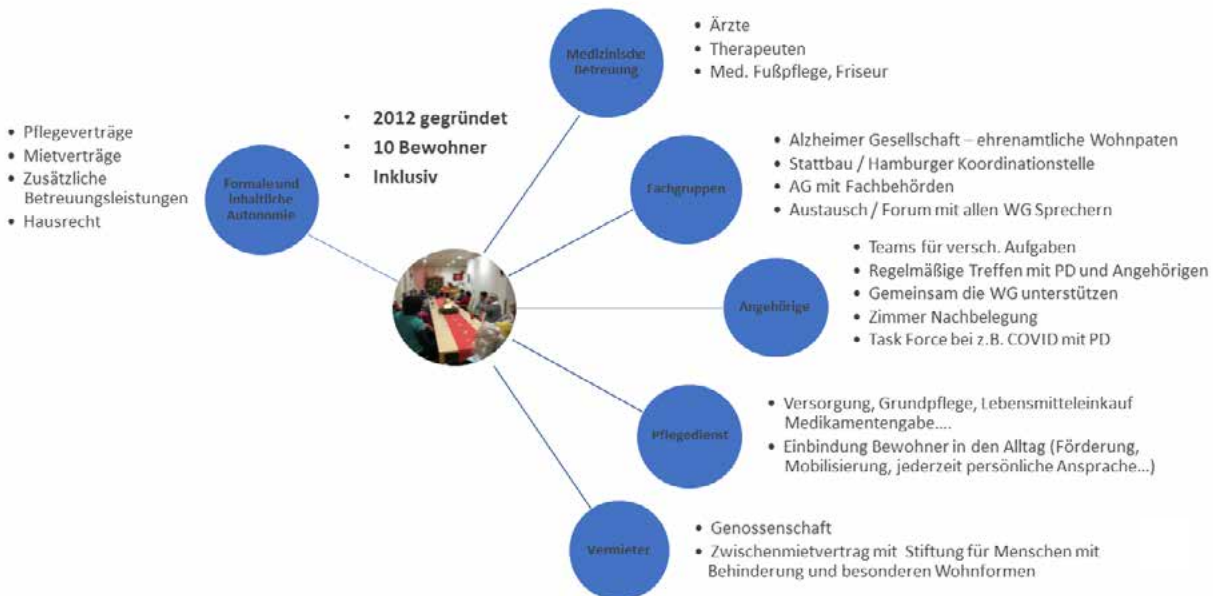 Medizinische
Betreuung
• Ärzte
• Therapeuten
• Med. Fußpflege, Friseur
• Pflegeverträge
• Mietverträge
• Zusätzliche
Betreuungsleistungen
• Hausrecht
Formale und
inhaltliche
Autonomie
• 2012 gegründet
• 10 Bewohner
• Inklusiv
Fachgruppen
• Alzheimer Gesellschaft – ehrenamtliche Wohnpaten
• Stattbau / Hamburger Koordinationstelle
• AG mit Fachbehörden
• Austausch / Forum mit allen WG Sprechern
Angehörige
• Teams für versch. Aufgaben
• Regelmäßige Treffen mit PD und Angehörigen
• Gemeinsam die WG unterstützen
• Zimmer Nachbelegung
• Task Force bei z.B. COVID mit PD
Pflegedienst
• Versorgung, Grundpflege, Lebensmitteleinkauf
Medikamentengabe....
• Einbindung Bewohner in den Alltag (Förderung,
Mobilisierung, jederzeit persönliche Ansprache...)
Vermieter
• Genossenschaft
• Zwischenmietvertrag mit Stiftung für Menschen mit
Behinderung und besonderen Wohnformen